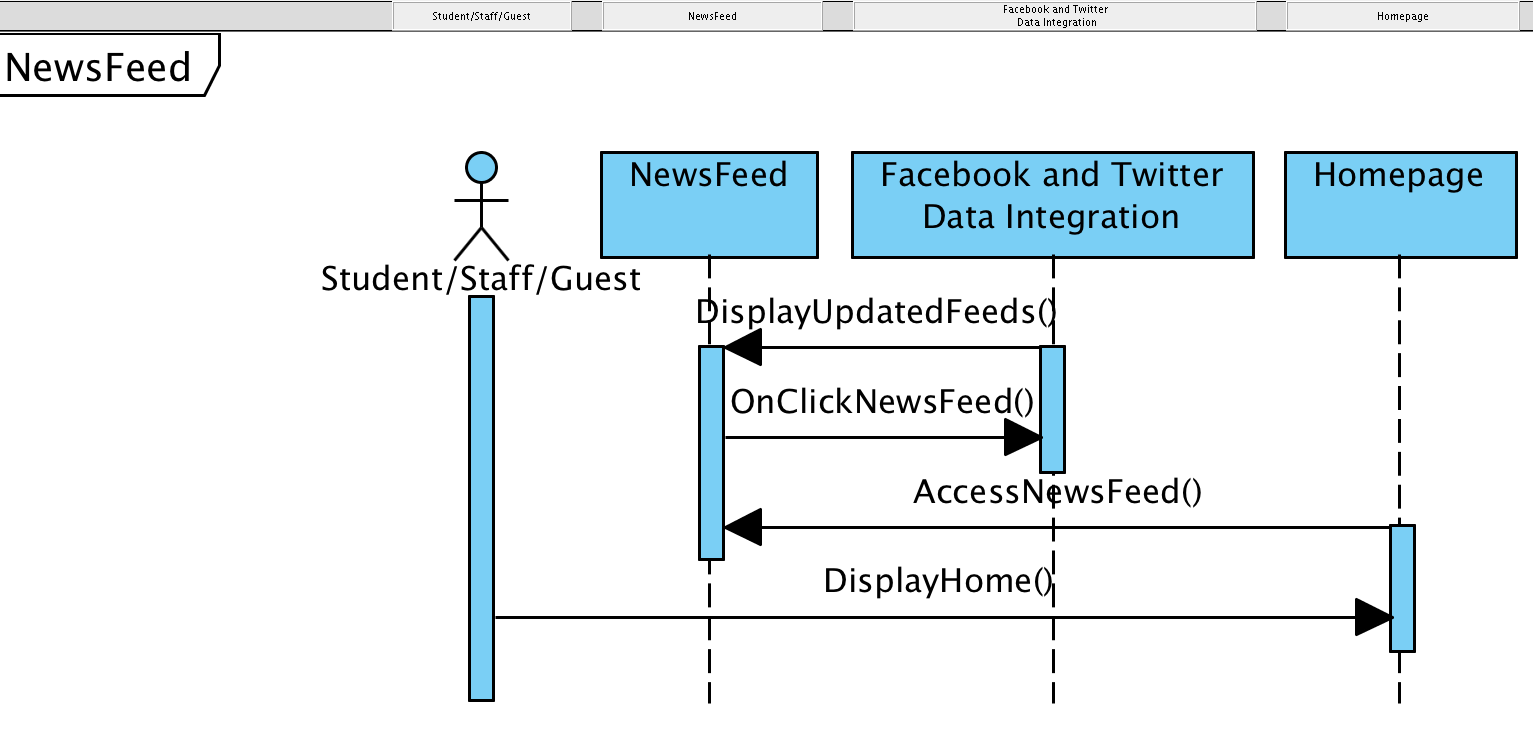 Student/Staff/Guest
NewsFeed
Facebook and Twitter
Data Integration
Homepage
NewsFeed
NewsFeed
Facebook and Twitter
Data Integration
Homepage
Student/Staff/Guest
DisplayUpdatedFeeds()
OnClickNewsFeed()
AccessNewsFeed()
DisplayHome()